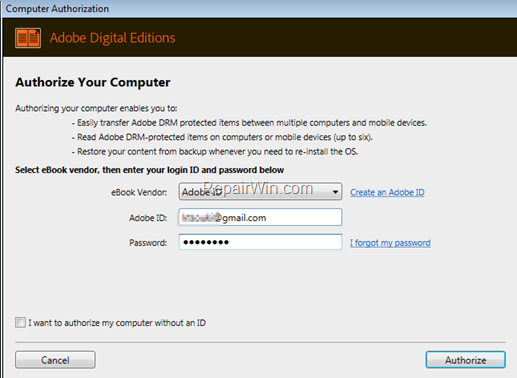 Computer Authorization
Adobe Digital Editions
Authorize Your Computer
Authorizing your computer enables you to:
- Easily transfer Adobe DRM protected items between multiple computers and mobile devices.
- Read Adobe DRM-protected items on computers or mobile devices (up to six).
- Restore your content from backup whenever you need to re-install the OS.
Select eBook vendor, then enter your login ID and password below
eBook Vendor: Adobe ID Create an Adobe ID
RepairWin.com
Adobe ID: @gmail.com
Password: ●●●●●●●● I forgot my password
I want to authorize my computer without an ID
Cancel Authorize